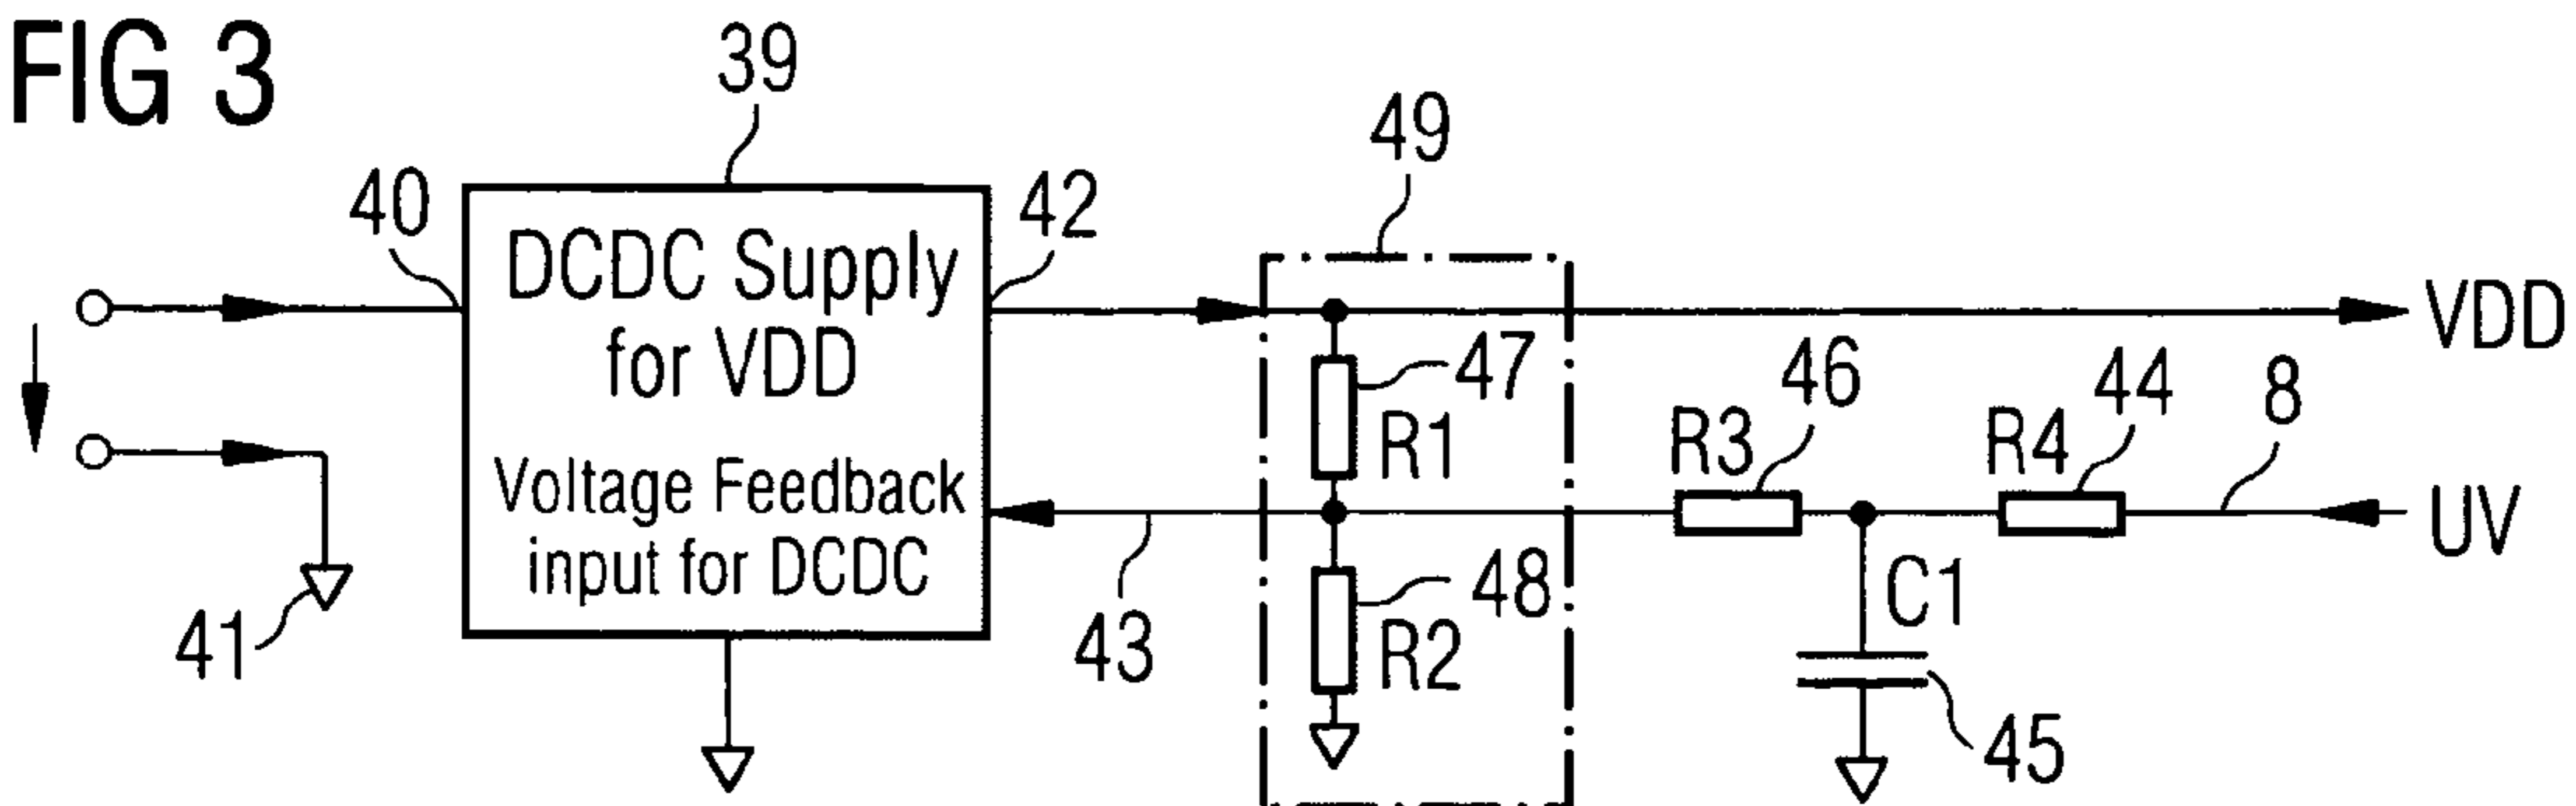 FIG 3
39
49
40
42
DCDC Supply
for VDD
VDD
47
46
44
8
R1
R3
R4
Voltage Feedback
input for DCDC
UV
41
43
48
R2
C1
45